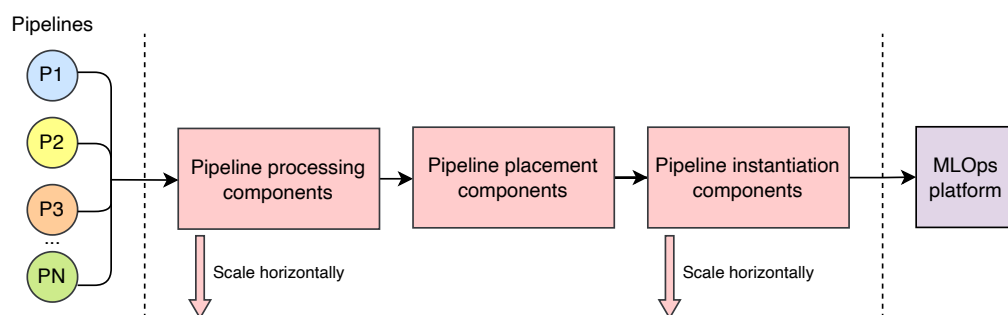 Pipelines
P1
P2
P3
...
PN
Pipeline processing
components
Scale horizontally
Pipeline placement
components
Pipeline instantiation
components
Scale horizontally
MLOps
platform